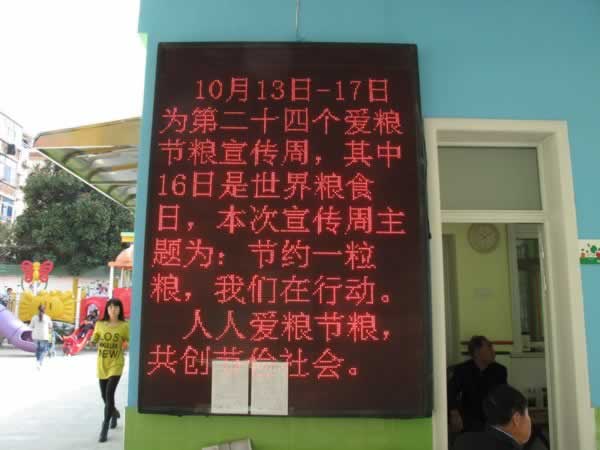 10月13日-17日
为第二十四个爱粮
节粮宣传周，其中
16日是世界粮食
日，本次宣传周主
题为：节约一粒
粮，我们在行动。
人人爱粮节粮，
共创节俭社会。